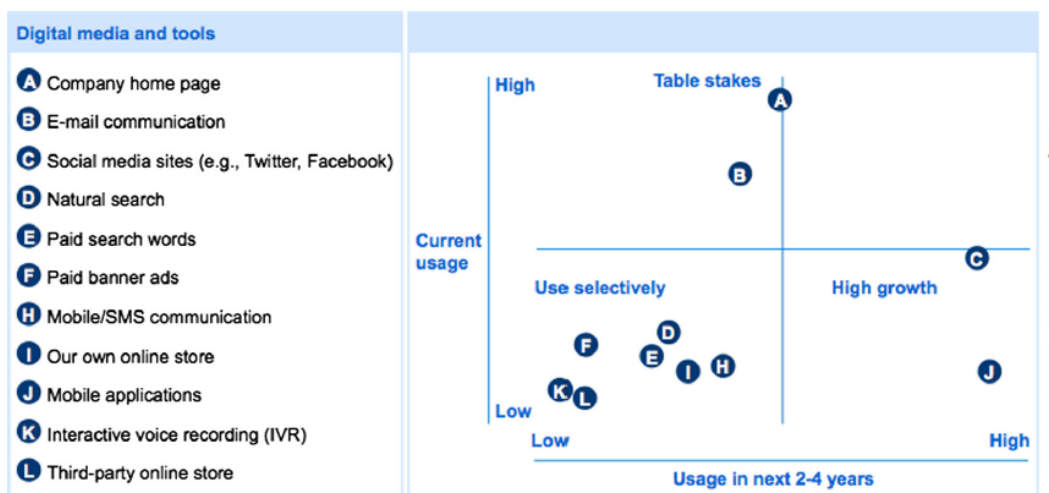 Digital media and tools
A Company home page
B E-mail communication
C Social media sites (e.g., Twitter, Facebook)
D Natural search
E Paid search words
F Paid banner ads
H Mobile/SMS communication
I Our own online store
J Mobile applications
K Interactive voice recording (IVR)
L Third-party online store
High
Table stakes
A
B
Current
usage
C
Use selectively
High growth
D
F
E
H
I
J
K
L
Low
Low
High
Usage in next 2-4 years